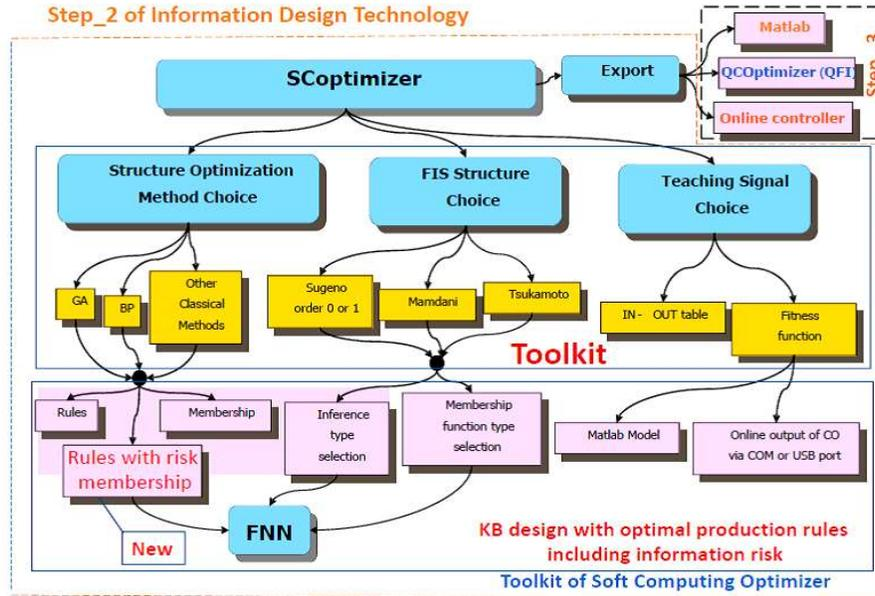 Step_2 of Information Design Technology
SCoptimizer
Export
Matlab
QCOptimizer (QFI)
Online controller
Step_3
Structure Optimization
Method Choice
FIS Structure
Choice
Teaching Signal
Choice
GA
BP
Other
Classical
Methods
Sugeno
order 0 or 1
Mamdani
Tsukamoto
IN - OUT table
Fitness
function
Toolkit
Rules
Membership
Inference
type
selection
Membership
function type
selection
Matlab Model
Online output of CO
via COM or USB port
Rules with risk
membership
New
FNN
KB design with optimal production rules
including information risk
Toolkit of Soft Computing Optimizer